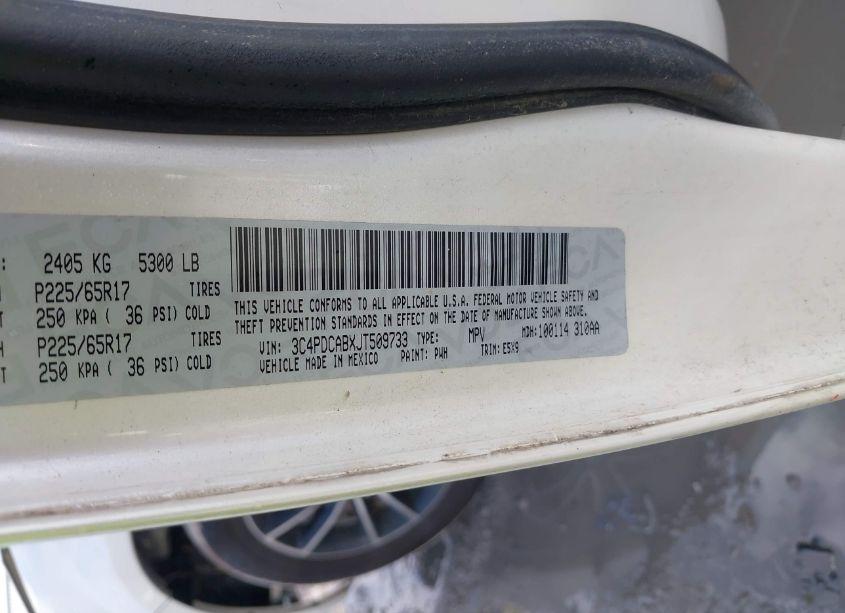 : 2405 KG 5300 LB
P225/65R17 TIRES
T 250 KPA ( 36 PSI) COLD
H P225/65R17 TIRES
T 250 KPA ( 36 PSI) COLD
THIS VEHICLE CONFORMS TO ALL APPLICABLE U.S.A. FEDERAL MOTOR VEHICLE SAFETY AND
THEFT PREVENTION STANDARDS IN EFFECT ON THE DATE OF MANUFACTURE SHOWN ABOVE.
VIN: 3C4PDCABXJT509733 TYPE: MPV MDH: 100114 310AA
VEHICLE MADE IN MEXICO PAINT: PWH TRIM: E5X9